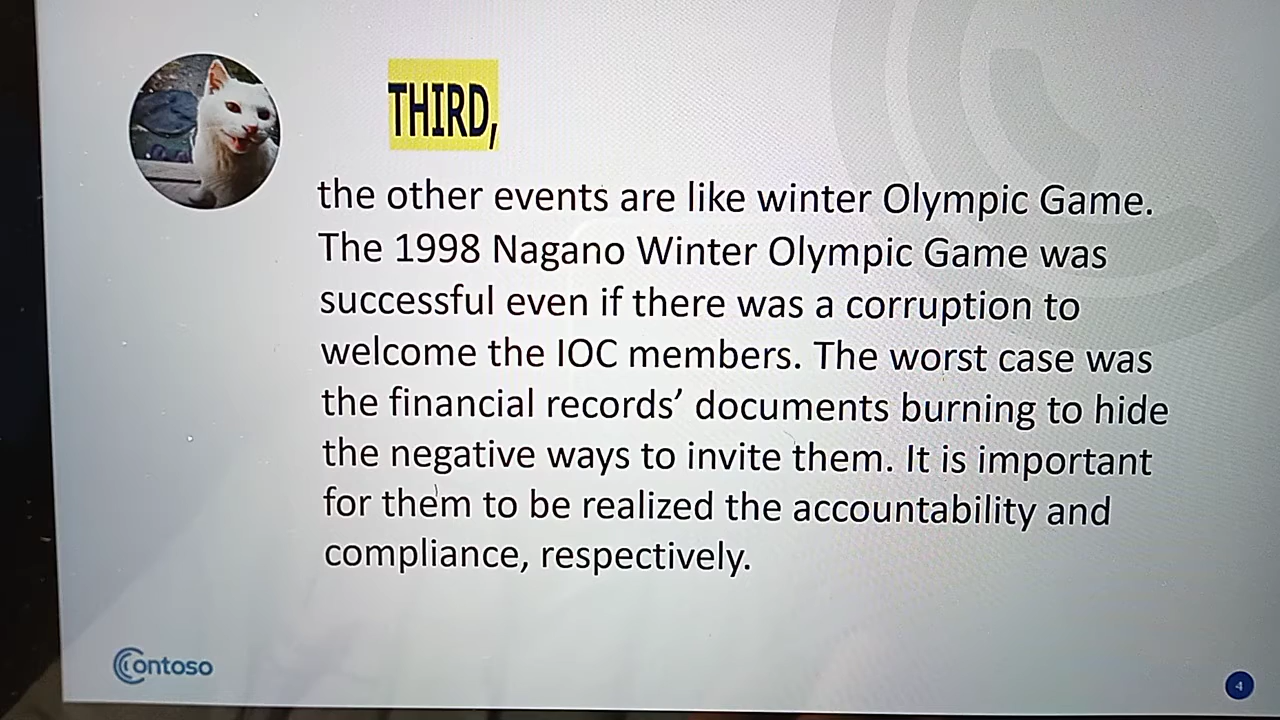 THIRD,
the other events are like winter Olympic Game.
The 1998 Nagano Winter Olympic Game was
successful even if there was a corruption to
welcome the IOC members. The worst case was
the financial records’ documents burning to hide
the negative ways to invite them. It is important
for them to be realized the accountability and
compliance, respectively.
Contoso
4